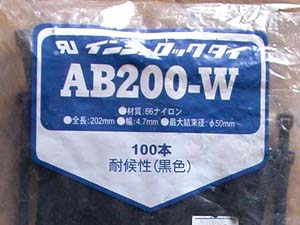 インシュロックタイ
AB200-W
●材質:66ナイロン
●全長:202mm ●幅:4.7mm ●最大結束径:φ50mm
100本
耐候性(黒色)